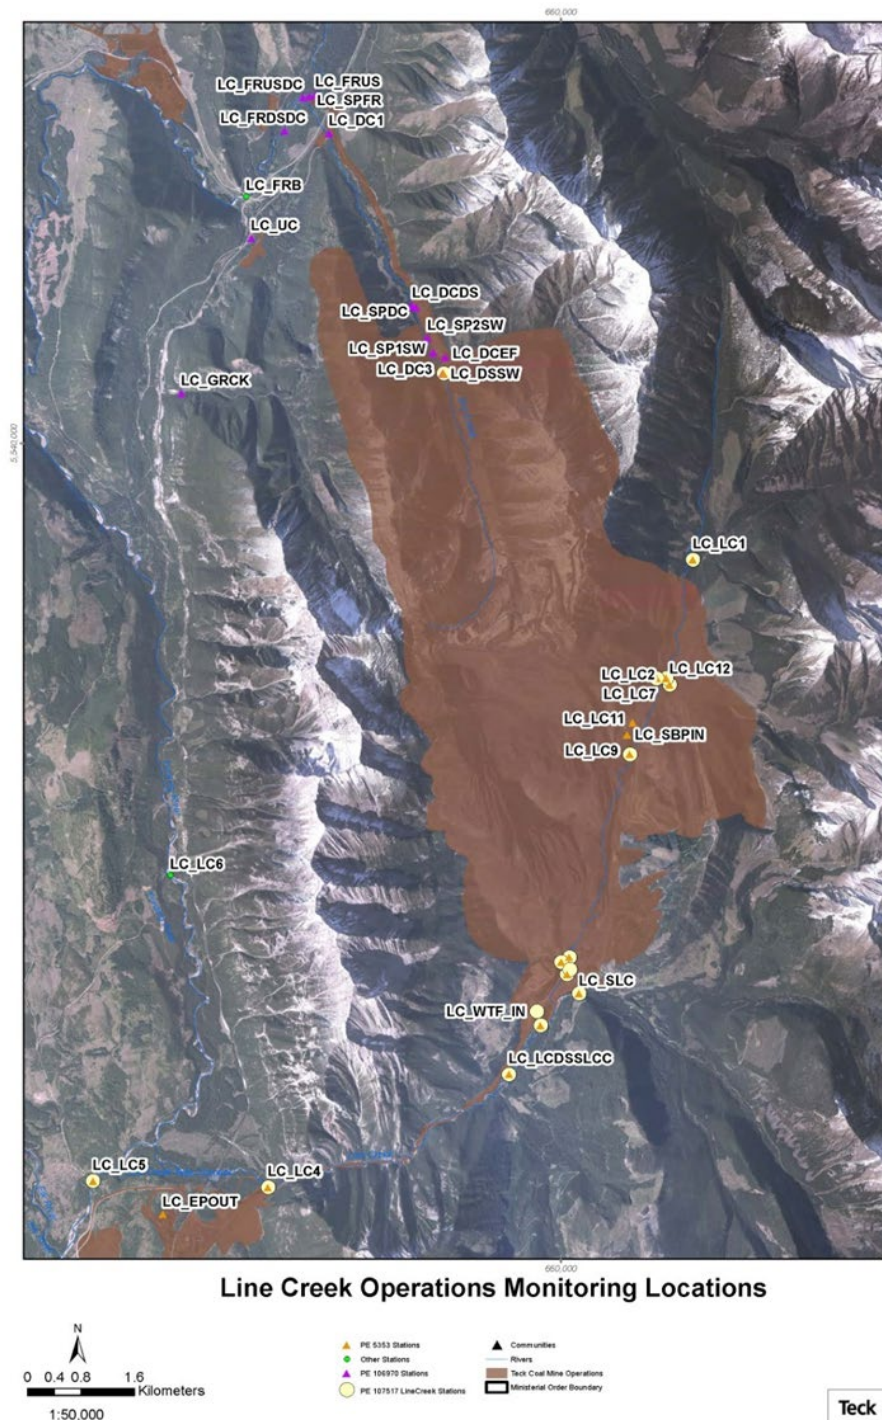 660,000
LC_FRUSDC
LC_FRUS
LC_SPFR
LC_FRDSDC
LC_DC1
LC_FRB
LC_UC
LC_DCDS
LC_SPDC
LC_SP2SW
LC_SP1SW
LC_DCEF
LC_DC3
LC_DSSW
LC_GRCK
LC_LC1
LC_LC2
LC_LC12
LC_LC7
LC_LC11
LC_SBPIN
LC_LC9
LC_LC6
LC_SLC
LC_WTF_IN
LC_LCDSSLCC
LC_LC5
LC_LC4
LC_EPOUT
660,000
Line Creek Operations Monitoring Locations
N
0 0.4 0.8 1.6
Kilometers
1:50,000
PE 5353 Stations
Other Stations
PE 106970 Stations
PE 107517 LineCreek Stations
Communities
Rivers
Teck Coal Mine Operations
Ministerial Order Boundary
Teck